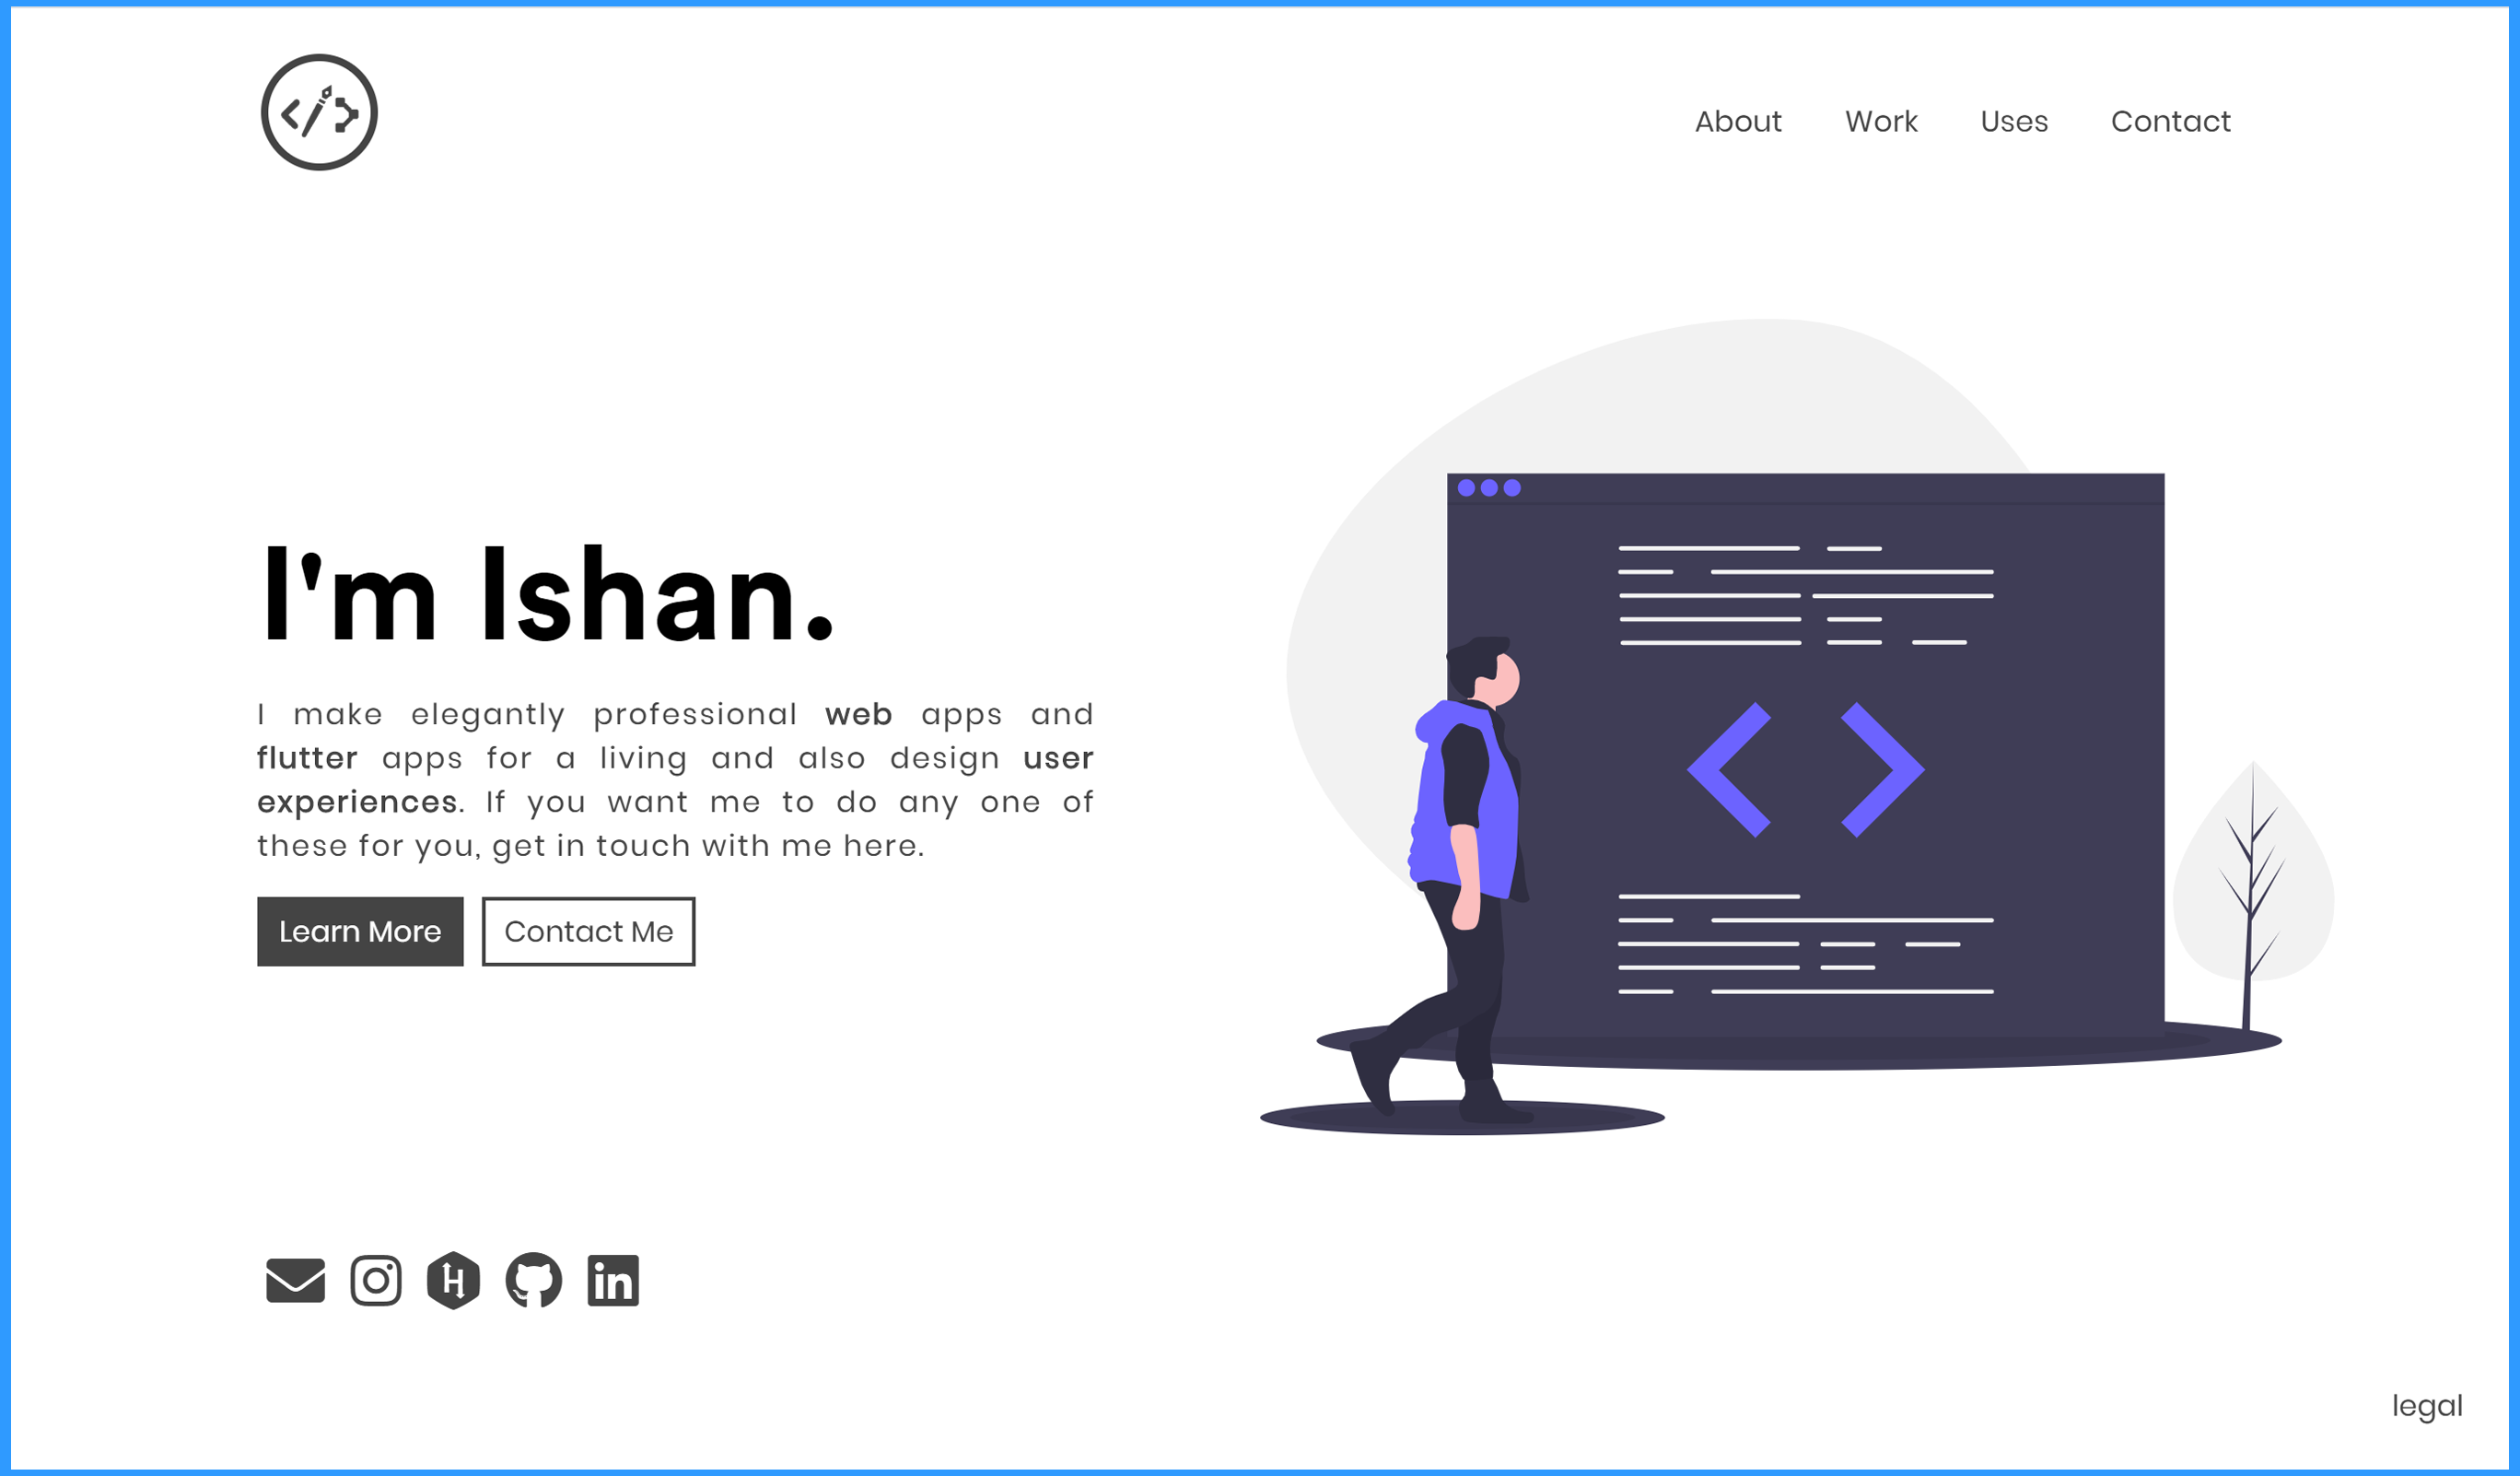 About Work Uses Contact
I'm Ishan.
I make elegantly professional web apps and
flutter apps for a living and also design user
experiences. If you want me to do any one of
these for you, get in touch with me here.
Learn More Contact Me
legal